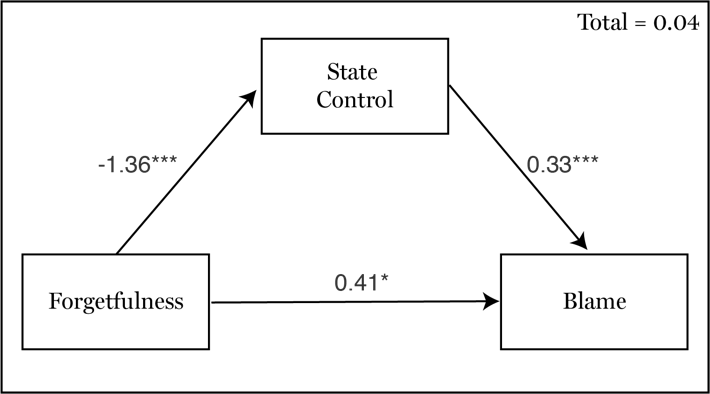 Total = 0.04
State
Control
-1.36***
0.33***
Forgetfulness
0.41*
Blame